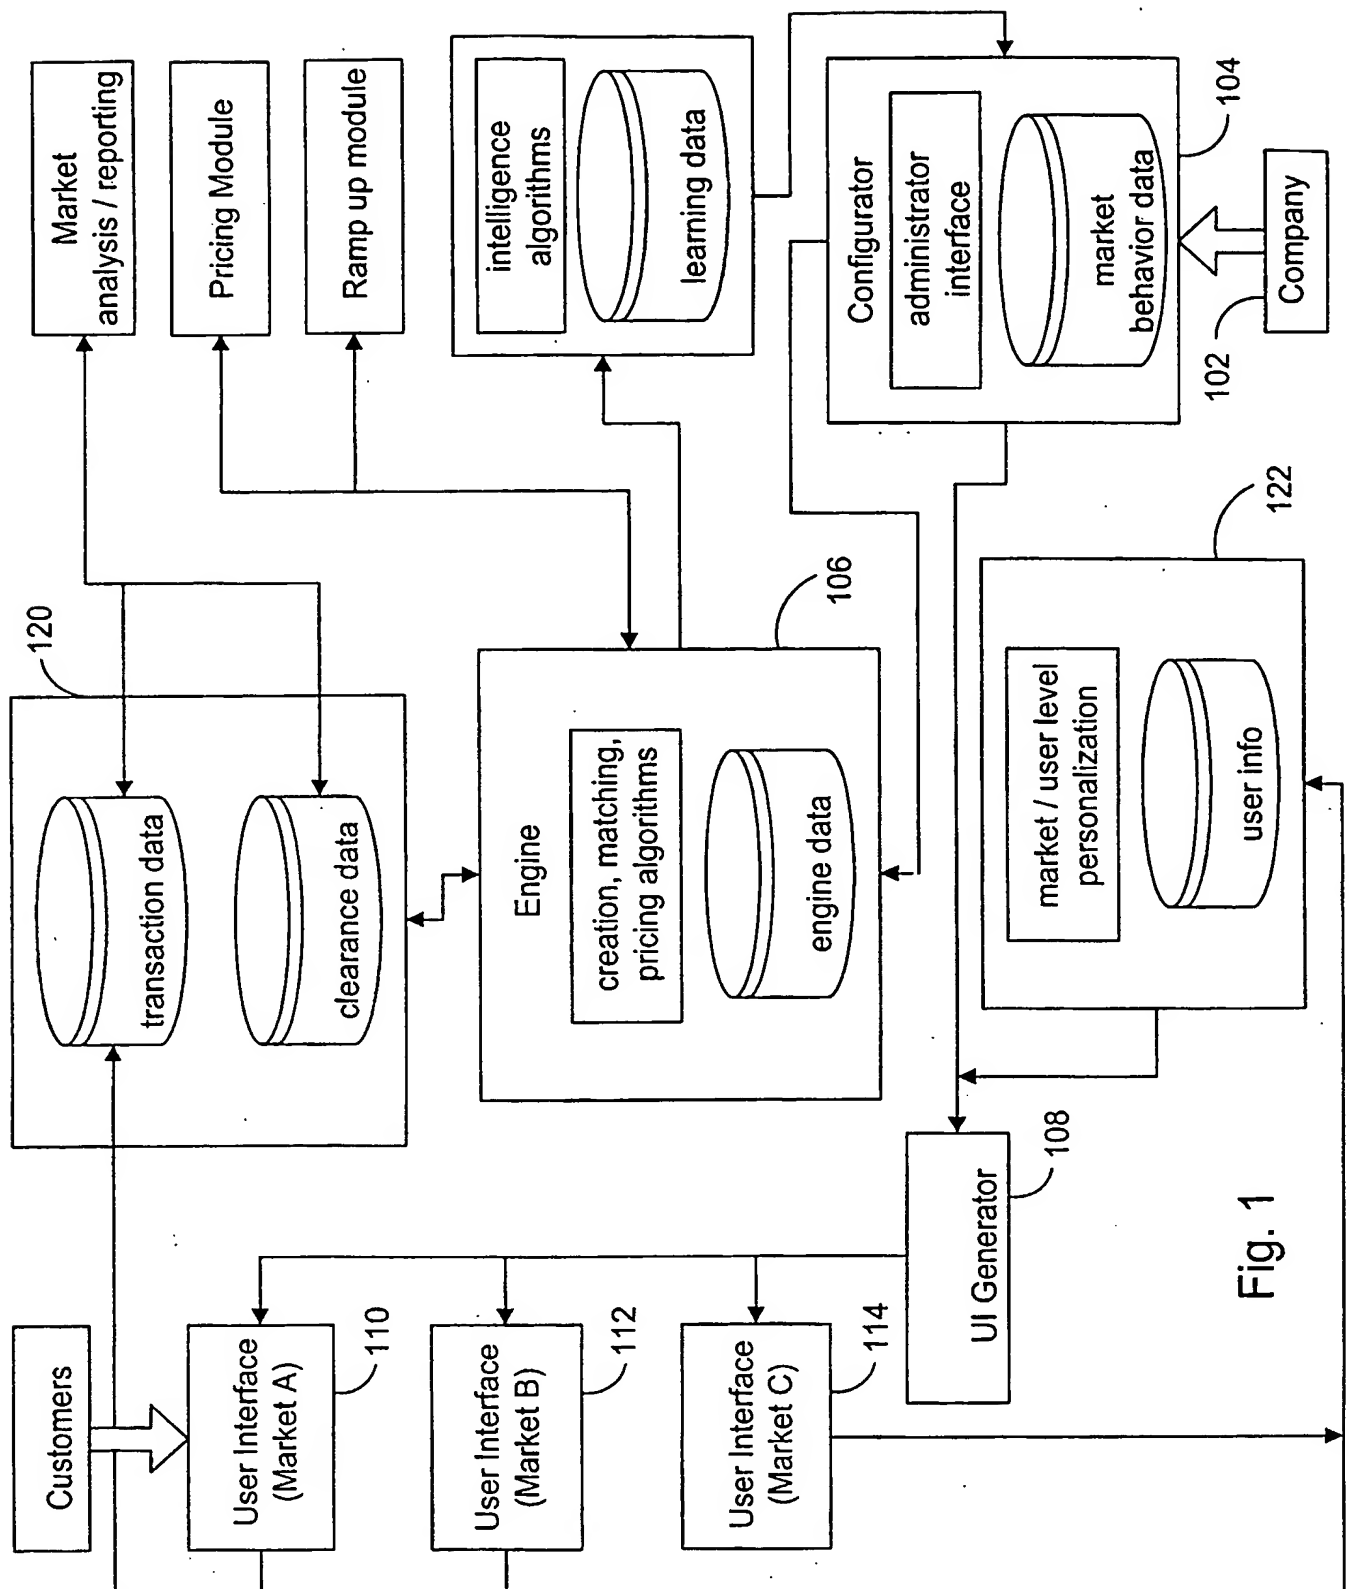 Customers
User Interface
(Market A)
110
User Interface
(Market B)
112
User Interface
(Market C)
114
UI Generator
108
120
transaction data
clearance data
Engine
creation, matching,
pricing algorithms
engine data
106
market / user level
personalization
user info
122
Market
analysis / reporting
Pricing Module
Ramp up module
intelligence
algorithms
learning data
Configurator
administrator
interface
market
behavior data
104
102
Company
Fig. 1